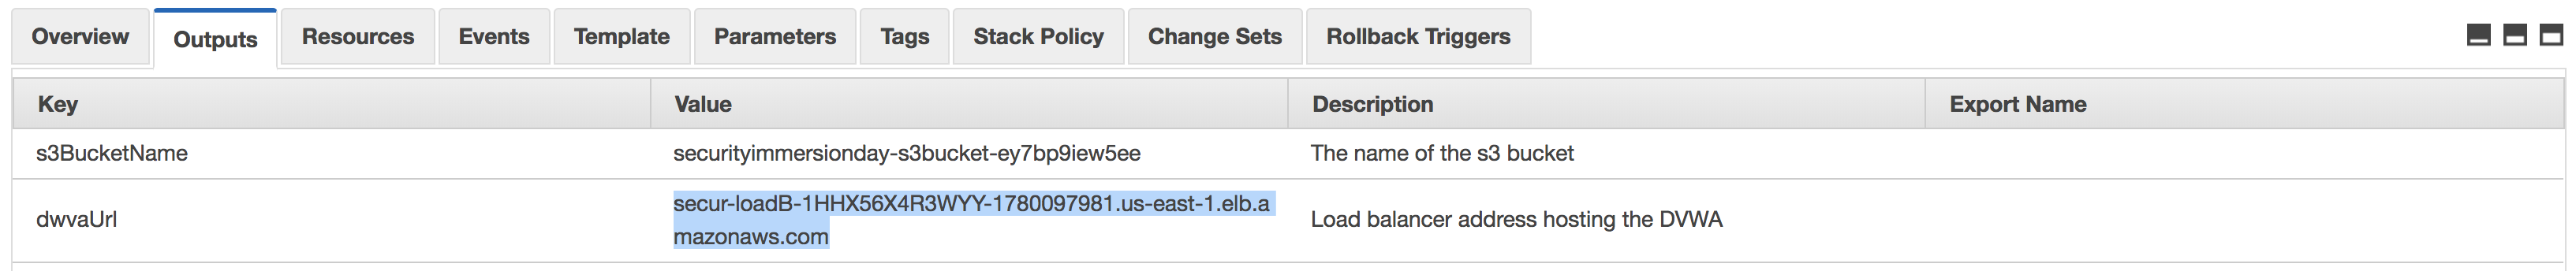 Overview Outputs Resources Events Template Parameters Tags Stack Policy Change Sets Rollback Triggers
Key Value Description Export Name
s3BucketName securityimmersionday-s3bucket-ey7bp9iew5ee The name of the s3 bucket
dwvaUrl secur-loadB-1HHX56X4R3WYY-1780097981.us-east-1.elb.a Load balancer address hosting the DVWA
mazonaws.com